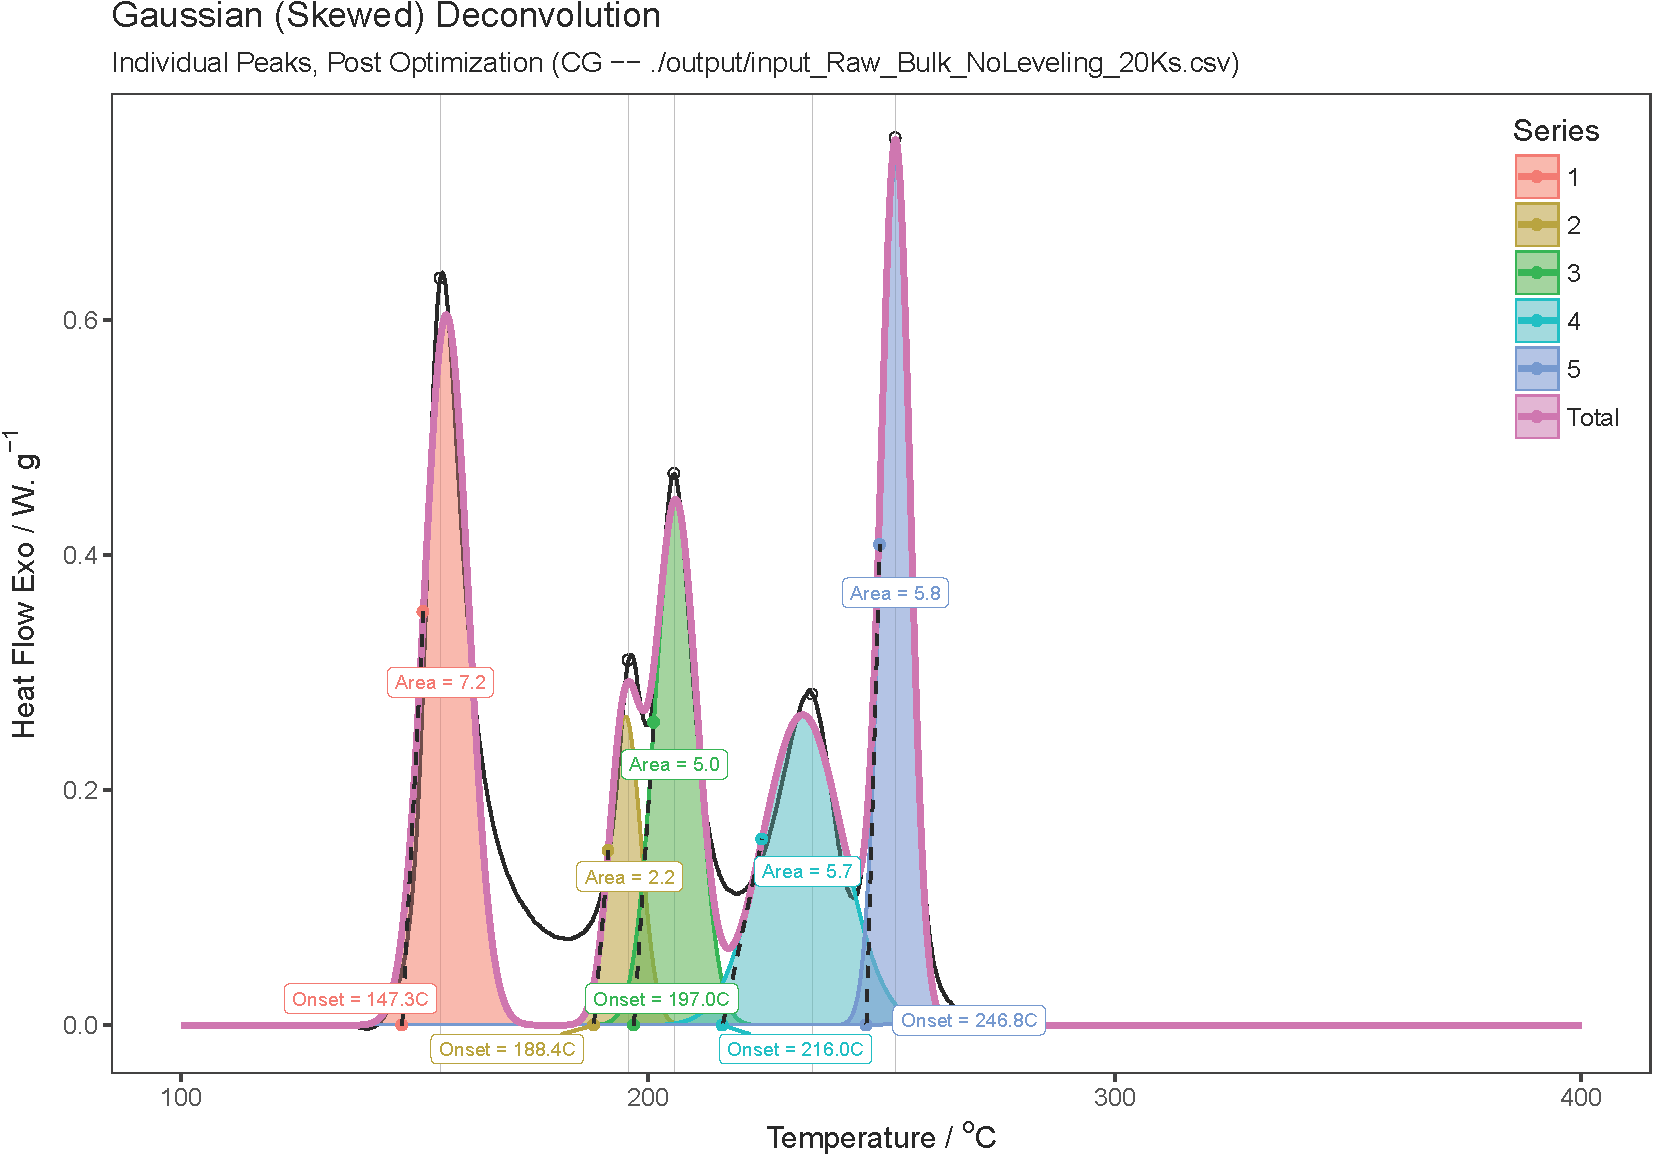 Gaussian (Skewed) Deconvolution
Individual Peaks, Post Optimization (CG −− ./output/input_Raw_Bulk_NoLeveling_20Ks.csv)
Series
1
2
3
4
5
Total
Heat Flow Exo / W. g⁻¹
0.6
0.4
0.2
0.0
Area = 5.8
Area = 7.2
Area = 5.0
Area = 2.2
Area = 5.7
Onset = 147.3C
Onset = 197.0C
Onset = 246.8C
Onset = 188.4C
Onset = 216.0C
100
200
300
400
Temperature / °C